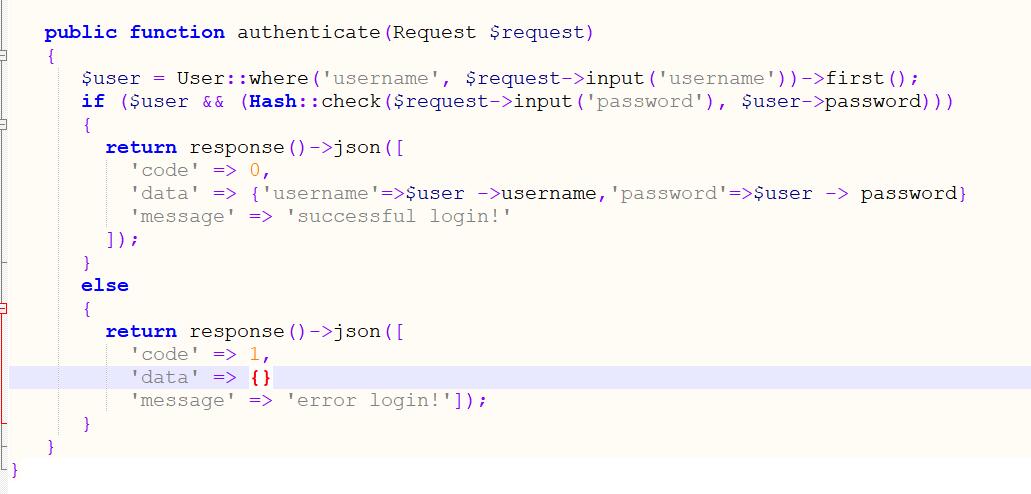 public function authenticate(Request $request)
{
$user = User::where('username', $request->input('username'))->first();
if ($user && (Hash::check($request->input('password'), $user->password)))
{
return response()->json([
'code' => 0,
'data' => {'username'=>$user ->username,'password'=>$user -> password}
'message' => 'successful login!'
]);
}
else
{
return response()->json([
'code' => 1,
'data' => {}
'message' => 'error login!']);
}
}
}